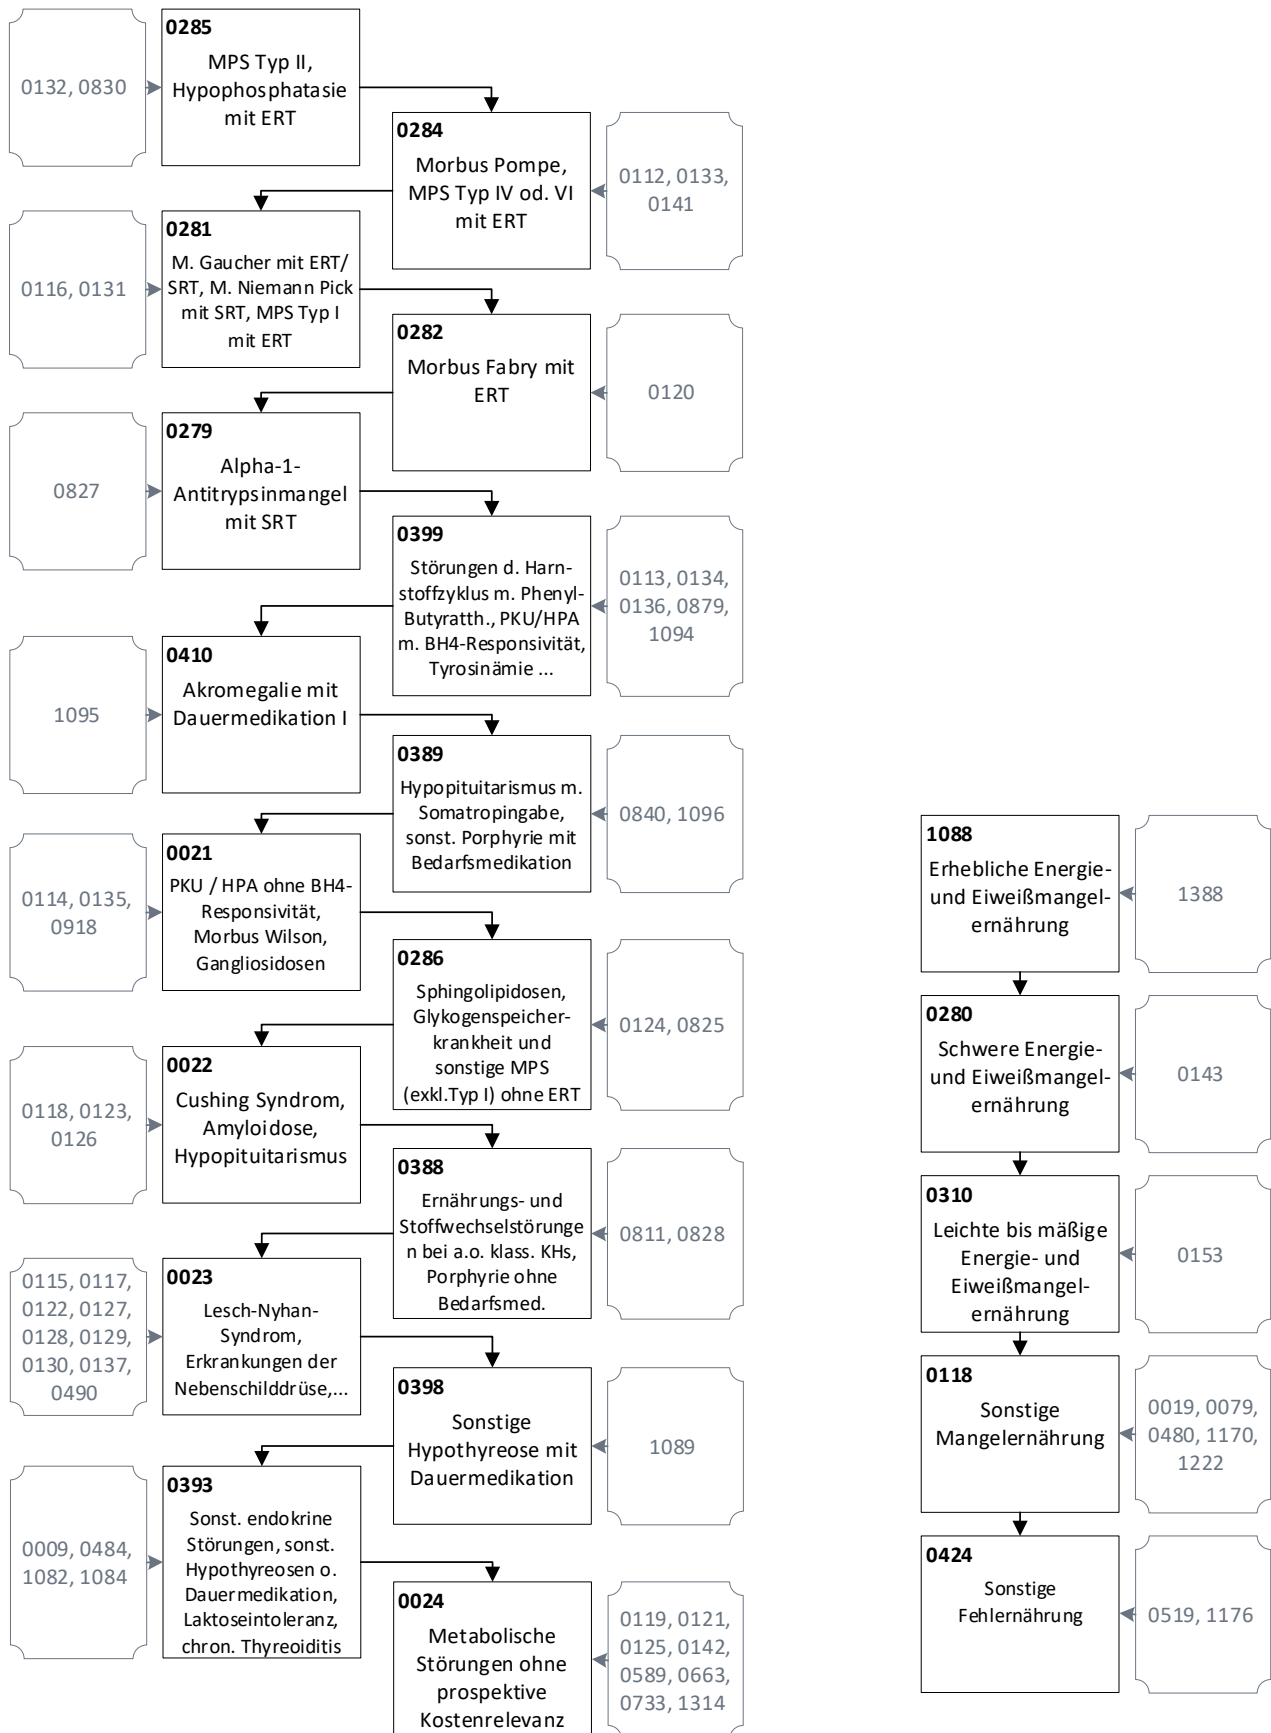 0132, 0830
0285
MPS Typ II,
Hypophosphatasie
mit ERT
0284
Morbus Pompe,
MPS Typ IV od. VI
mit ERT
0112, 0133,
0141
0116, 0131
0281
M. Gaucher mit ERT/
SRT, M. Niemann Pick
mit SRT, MPS Typ I
mit ERT
0282
Morbus Fabry mit
ERT
0120
0827
0279
Alpha-1-
Antitrypsinmangel
mit SRT
0399
Störungen d. Harn-
stoffzyklus m. Phenyl-
Butyratth., PKU/HPA
m. BH4-Responsivität,
Tyrosinämie ...
0113, 0134,
0136, 0879,
1094
1095
0410
Akromegalie mit
Dauermedikation I
0389
Hypopituitarismus m.
Somatropingabe,
sonst. Porphyrie mit
Bedarfsmedikation
0840, 1096
0114, 0135,
0918
0021
PKU / HPA ohne BH4-
Responsivität,
Morbus Wilson,
Gangliosidosen
0286
Sphingolipidosen,
Glykogenspeicher-
krankheit und
sonstige MPS
(exkl.Typ I) ohne ERT
0124, 0825
0118, 0123,
0126
0022
Cushing Syndrom,
Amyloidose,
Hypopituitarismus
0388
Ernährungs- und
Stoffwechselstörunge
n bei a.o. klass. KHs,
Porphyrie ohne
Bedarfsmed.
0811, 0828
0115, 0117,
0122, 0127,
0128, 0129,
0130, 0137,
0490
0023
Lesch-Nyhan-
Syndrom,
Erkrankungen der
Nebenschilddrüse,...
0398
Sonstige
Hypothyreose mit
Dauermedikation
1089
0009, 0484,
1082, 1084
0393
Sonst. endokrine
Störungen, sonst.
Hypothyreosen o.
Dauermedikation,
Laktoseintoleranz,
chron. Thyreoiditis
0024
Metabolische
Störungen ohne
prospektive
Kostenrelevanz
0119, 0121,
0125, 0142,
0589, 0663,
0733, 1314
1088
Erhebliche Energie-
und Eiweißmangel-
ernährung
1388
0280
Schwere Energie-
und Eiweißmangel-
ernährung
0143
0310
Leichte bis mäßige
Energie- und
Eiweißmangel-
ernährung
0153
0118
Sonstige
Mangelernährung
0019, 0079,
0480, 1170,
1222
0424
Sonstige
Fehlernährung
0519, 1176